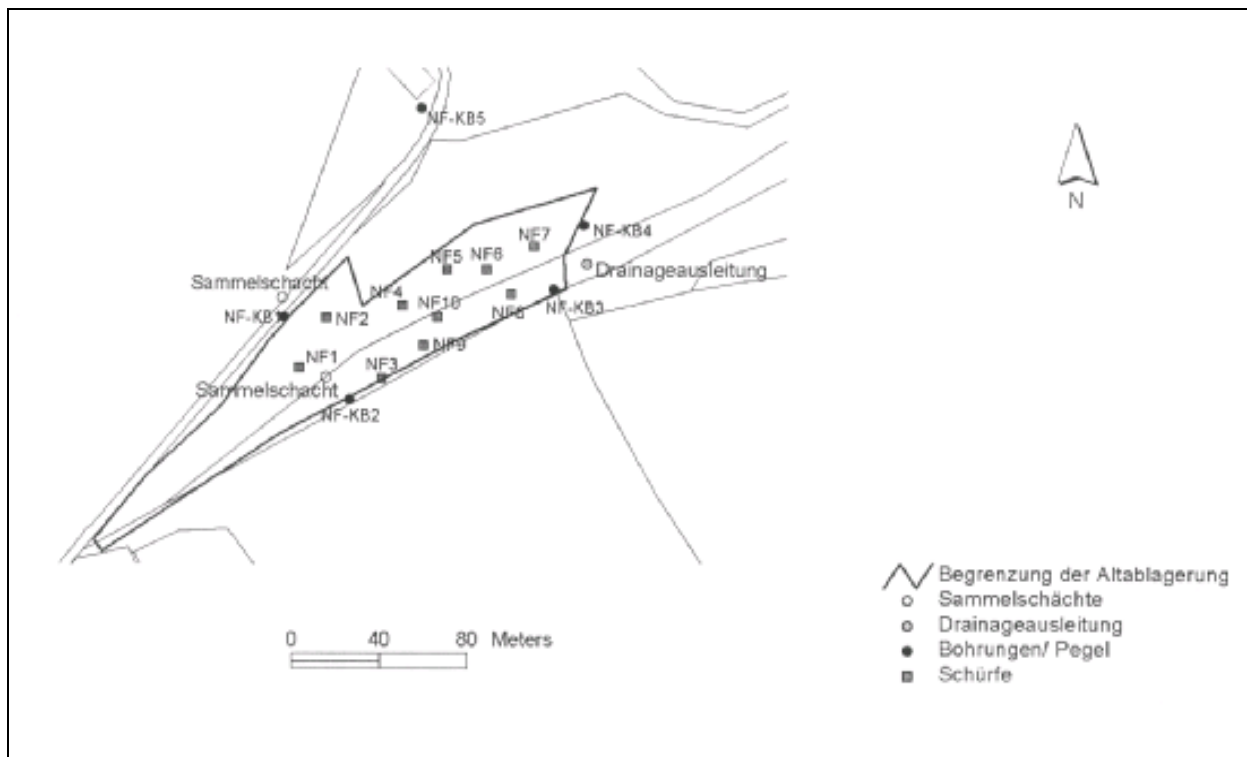 NF-KB5
N
NF7
NF-KB4
NF5
NF6
Drainageausleitung
Sammelschacht
NF4
NF8
NF-KB3
NF-KB
NF2
NF10
NF9
NF1
NF3
Sammelschacht
NF-KB2
Begrenzung der Altablagerung
Sammelschächte
Drainageausleitung
Bohrungen/ Pegel
Schürfe
0 40 80 Meters